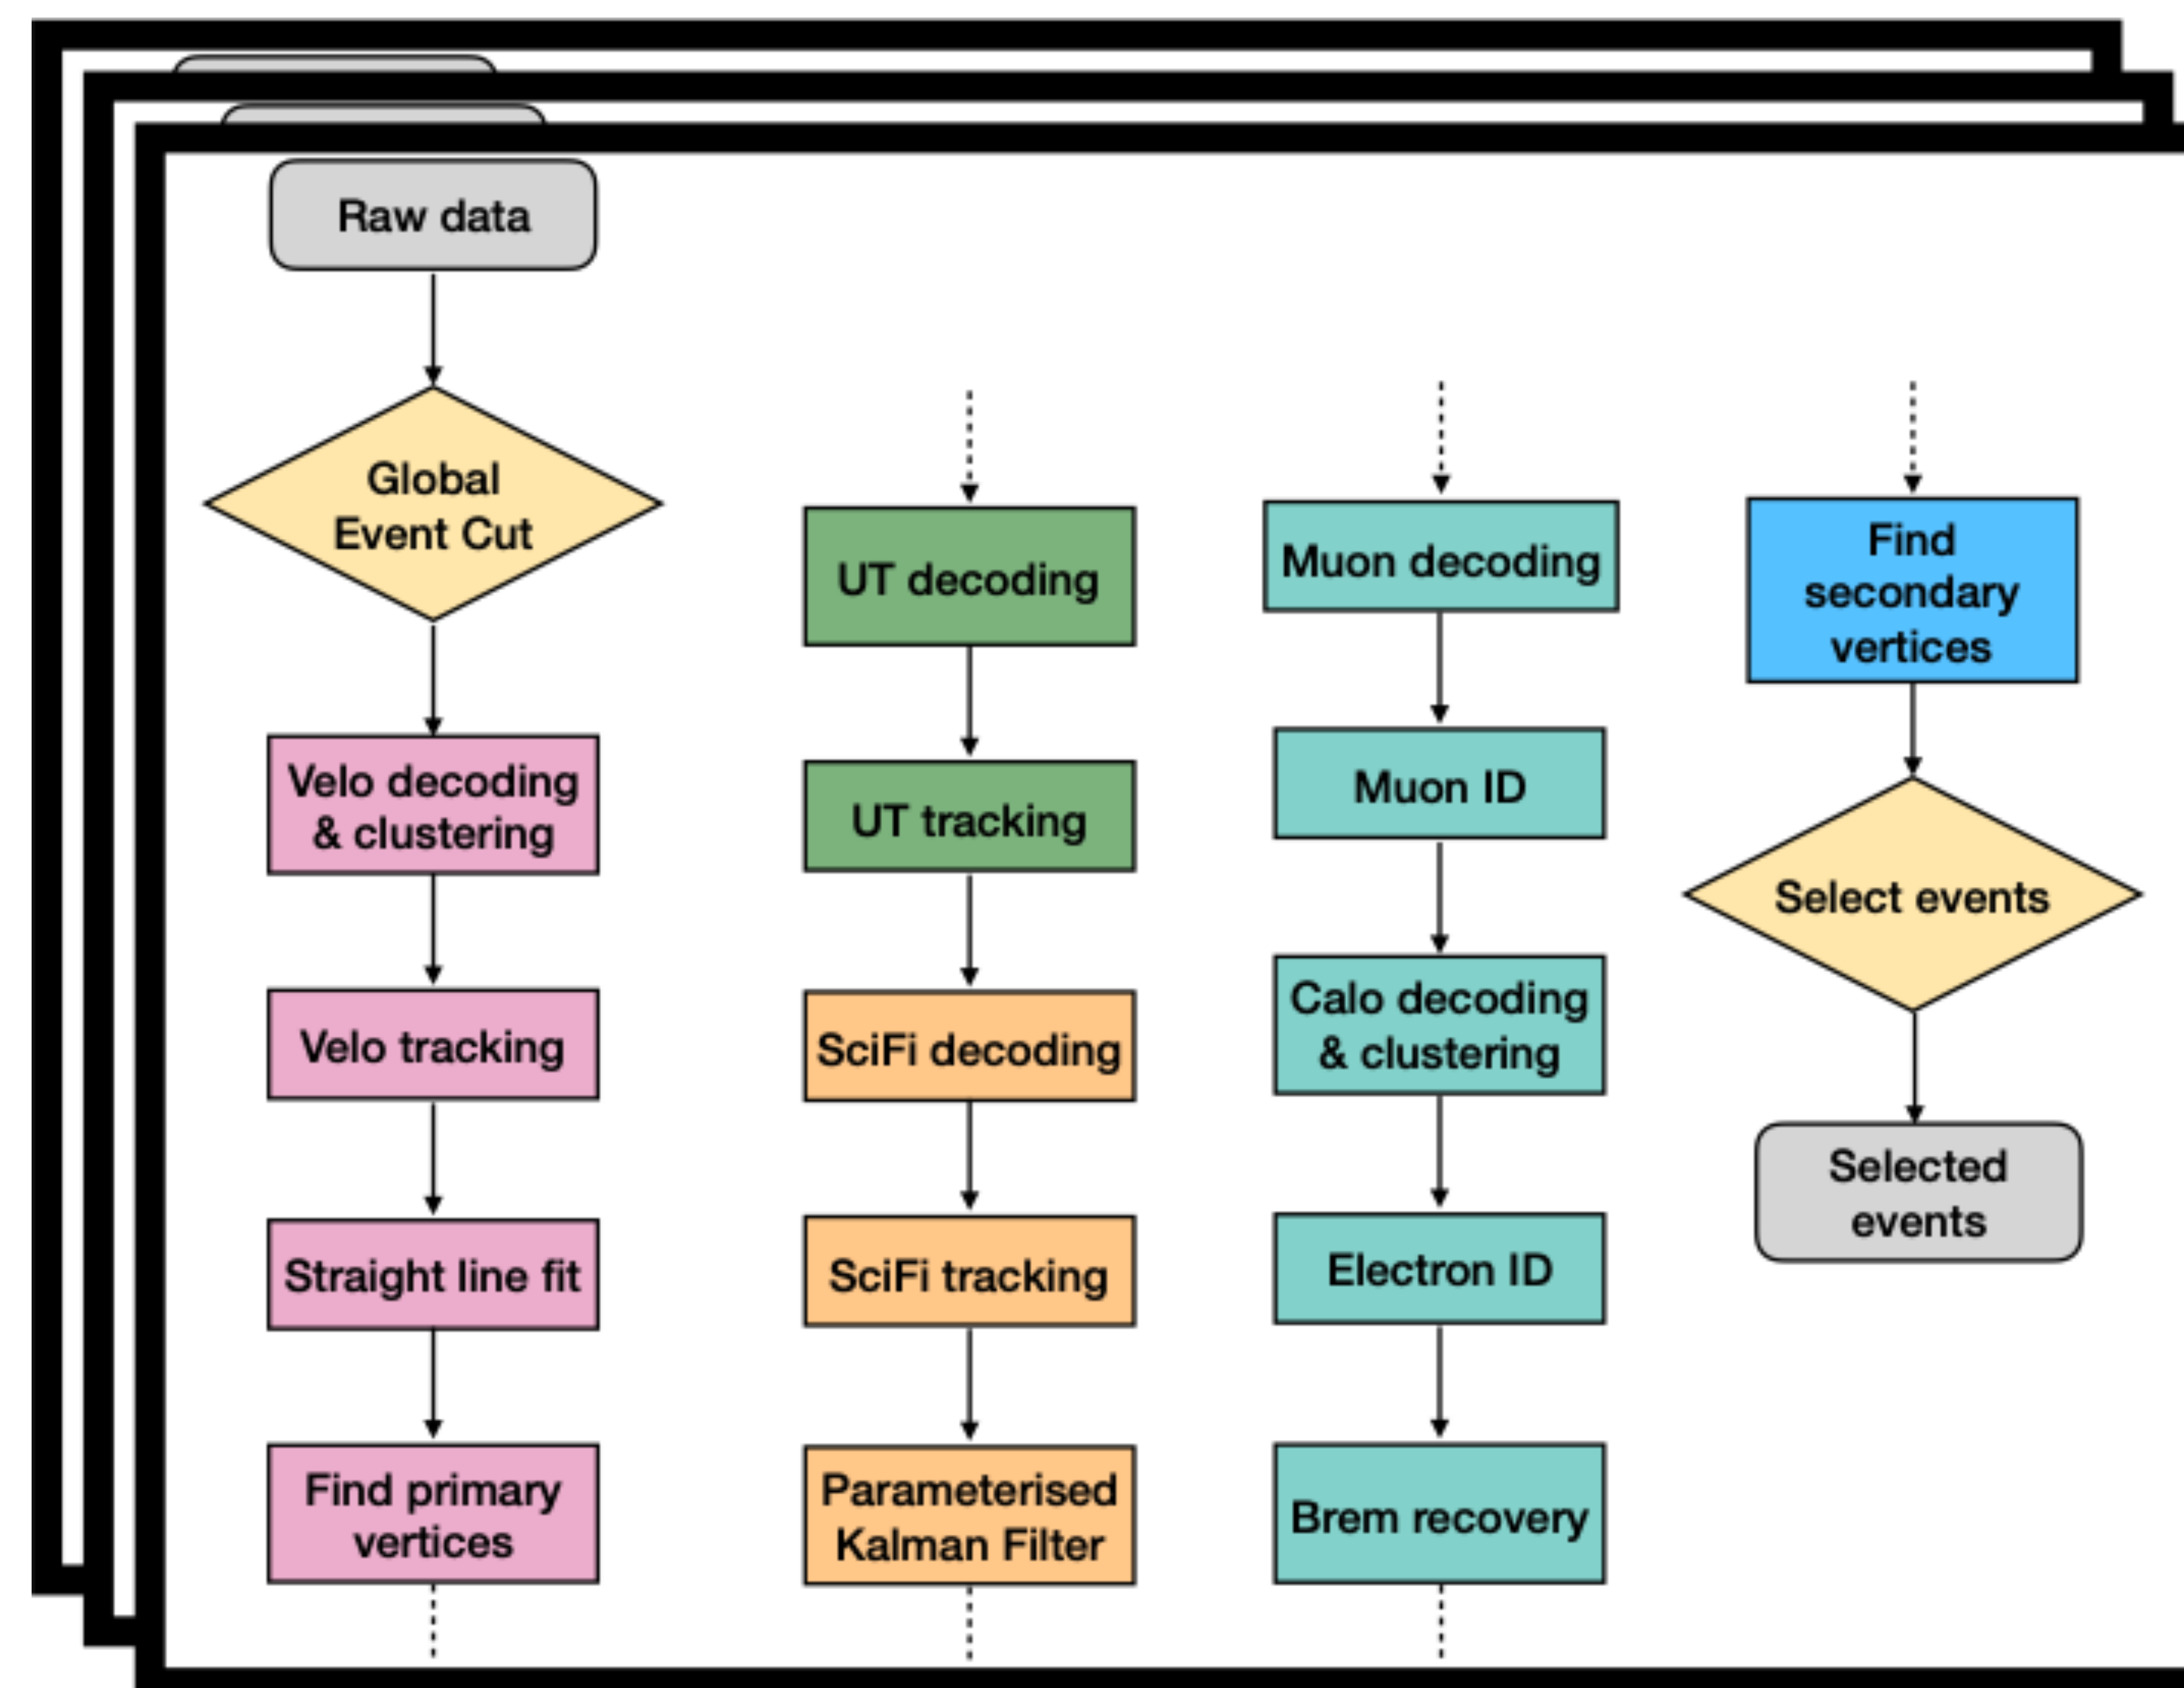 Raw data
Global
Event Cut
Velo decoding
& clustering
Velo tracking
Straight line fit
Find primary
vertices
UT decoding
UT tracking
SciFi decoding
SciFi tracking
Parameterised
Kalman Filter
Muon decoding
Muon ID
Calo decoding
& clustering
Electron ID
Brem recovery
Find
secondary
vertices
Select events
Selected
events